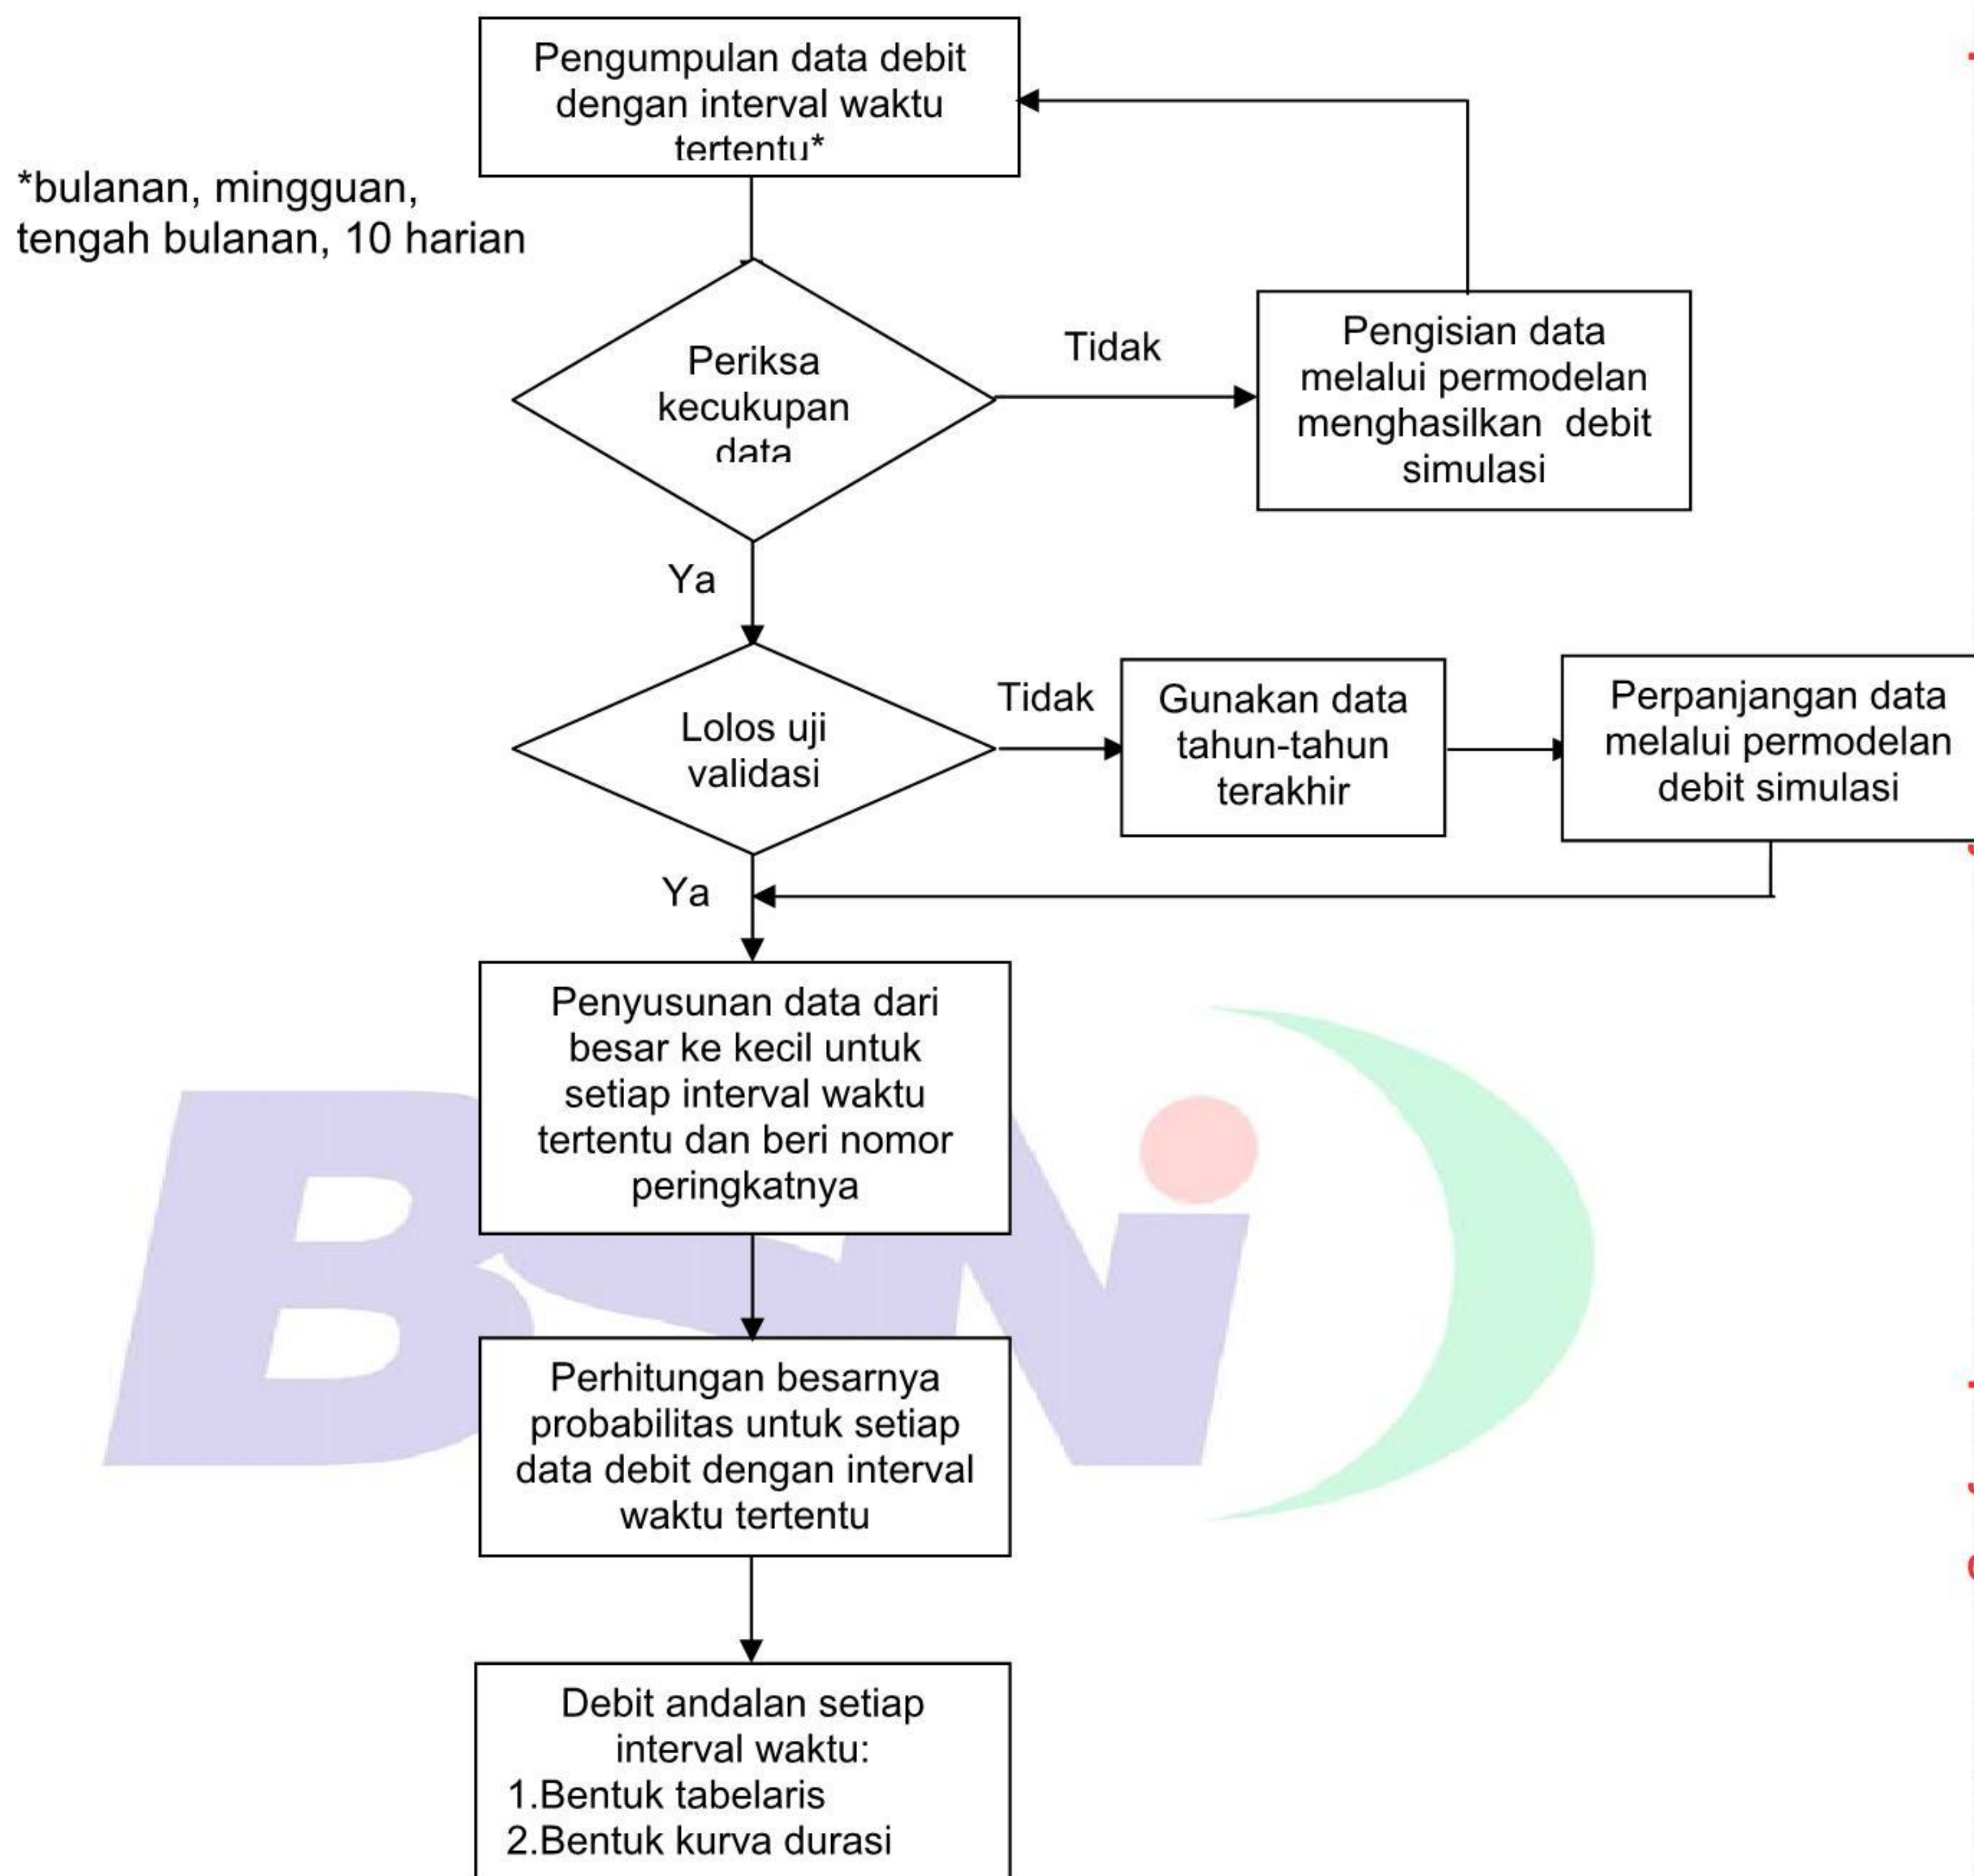 Pengumpulan data debit
dengan interval waktu
tertentu*
*bulanan, mingguan,
tengah bulanan, 10 harian
Periksa
kecukupan
data
Tidak
Pengisian data
melalui permodelan
menghasilkan  debit
simulasi
Ya
Lolos uji
validasi
Tidak
Gunakan data
tahun-tahun
terakhir
Perpanjangan data
melalui permodelan
debit simulasi
Ya
Penyusunan data dari
besar ke kecil untuk
setiap interval waktu
tertentu dan beri nomor
peringkatnya
Perhitungan besarnya
probabilitas untuk setiap
data debit dengan interval
waktu tertentu
Debit andalan setiap
interval waktu:
1.Bentuk tabelaris
2.Bentuk kurva durasi
BSNi